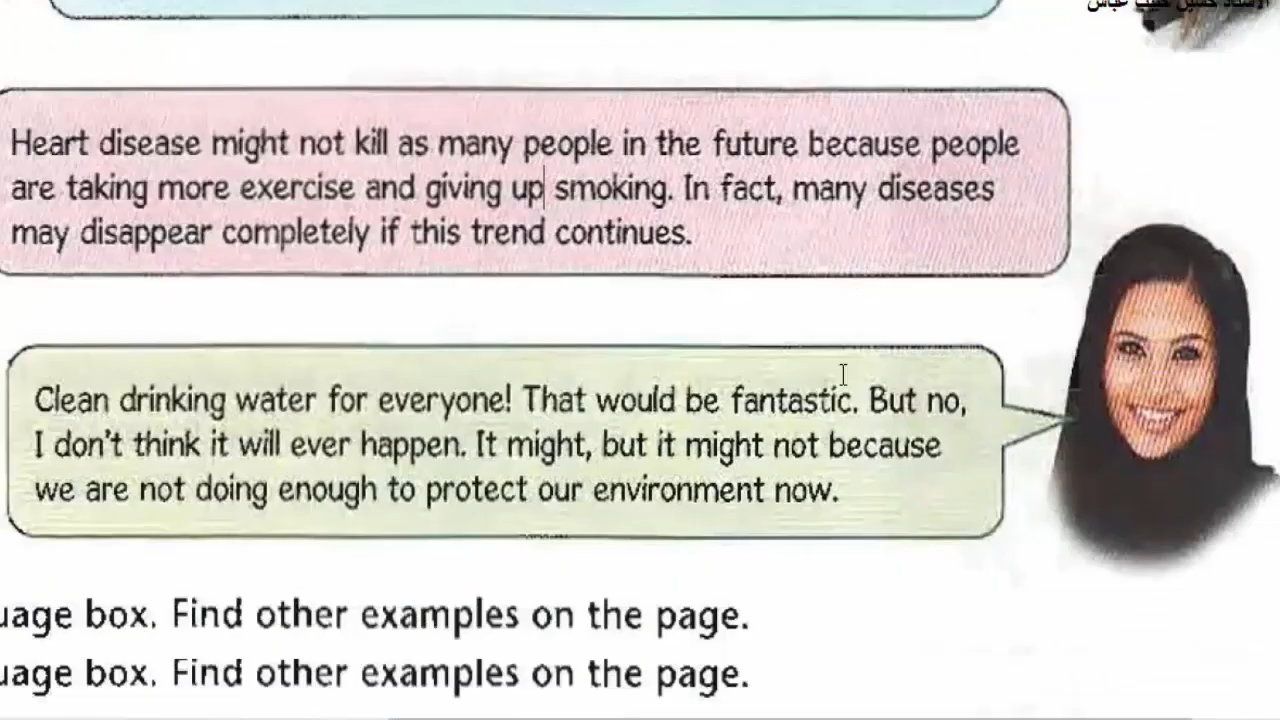 الاستاذ حسين حبيب عباس
Heart disease might not kill as many people in the future because people
are taking more exercise and giving up smoking. In fact, many diseases
may disappear completely if this trend continues.
Clean drinking water for everyone! That would be fantastic. But no,
I don't think it will ever happen. It might, but it might not because
we are not doing enough to protect our environment now.
uage box. Find other examples on the page.
uage box. Find other examples on the page.